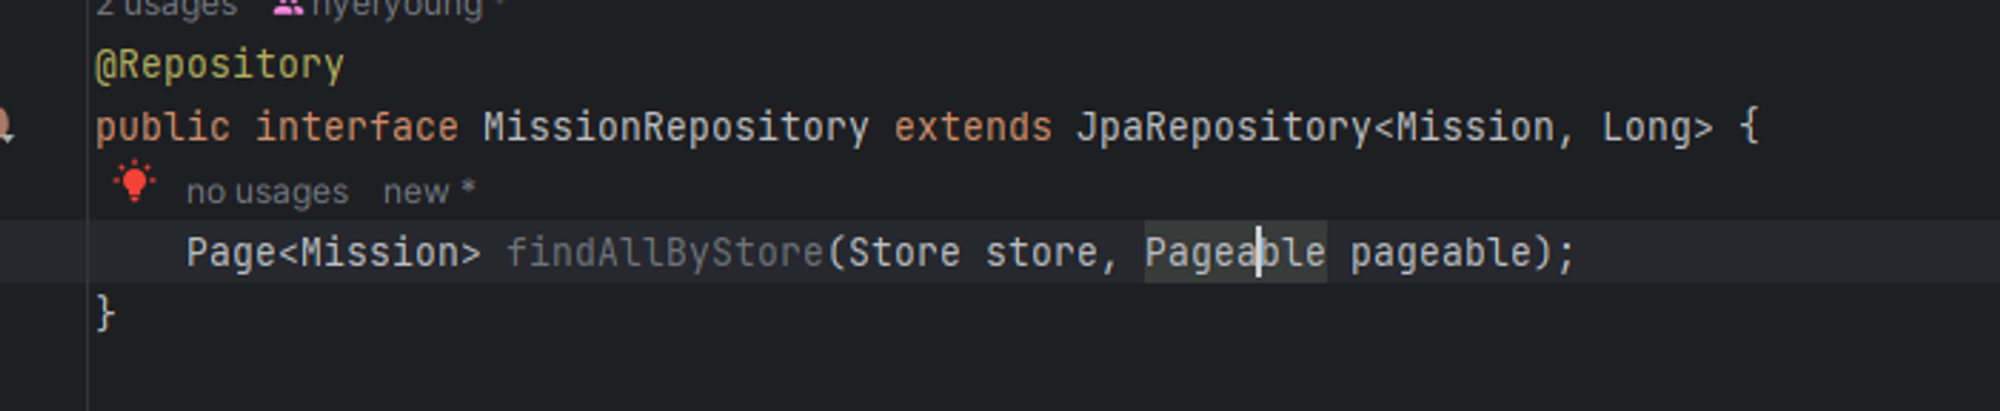 2 usages hyeryoung *
@Repository
public interface MissionRepository extends JpaRepository<Mission, Long> {
no usages new *
Page<Mission> findAllByStore(Store store, Pageable pageable);
}